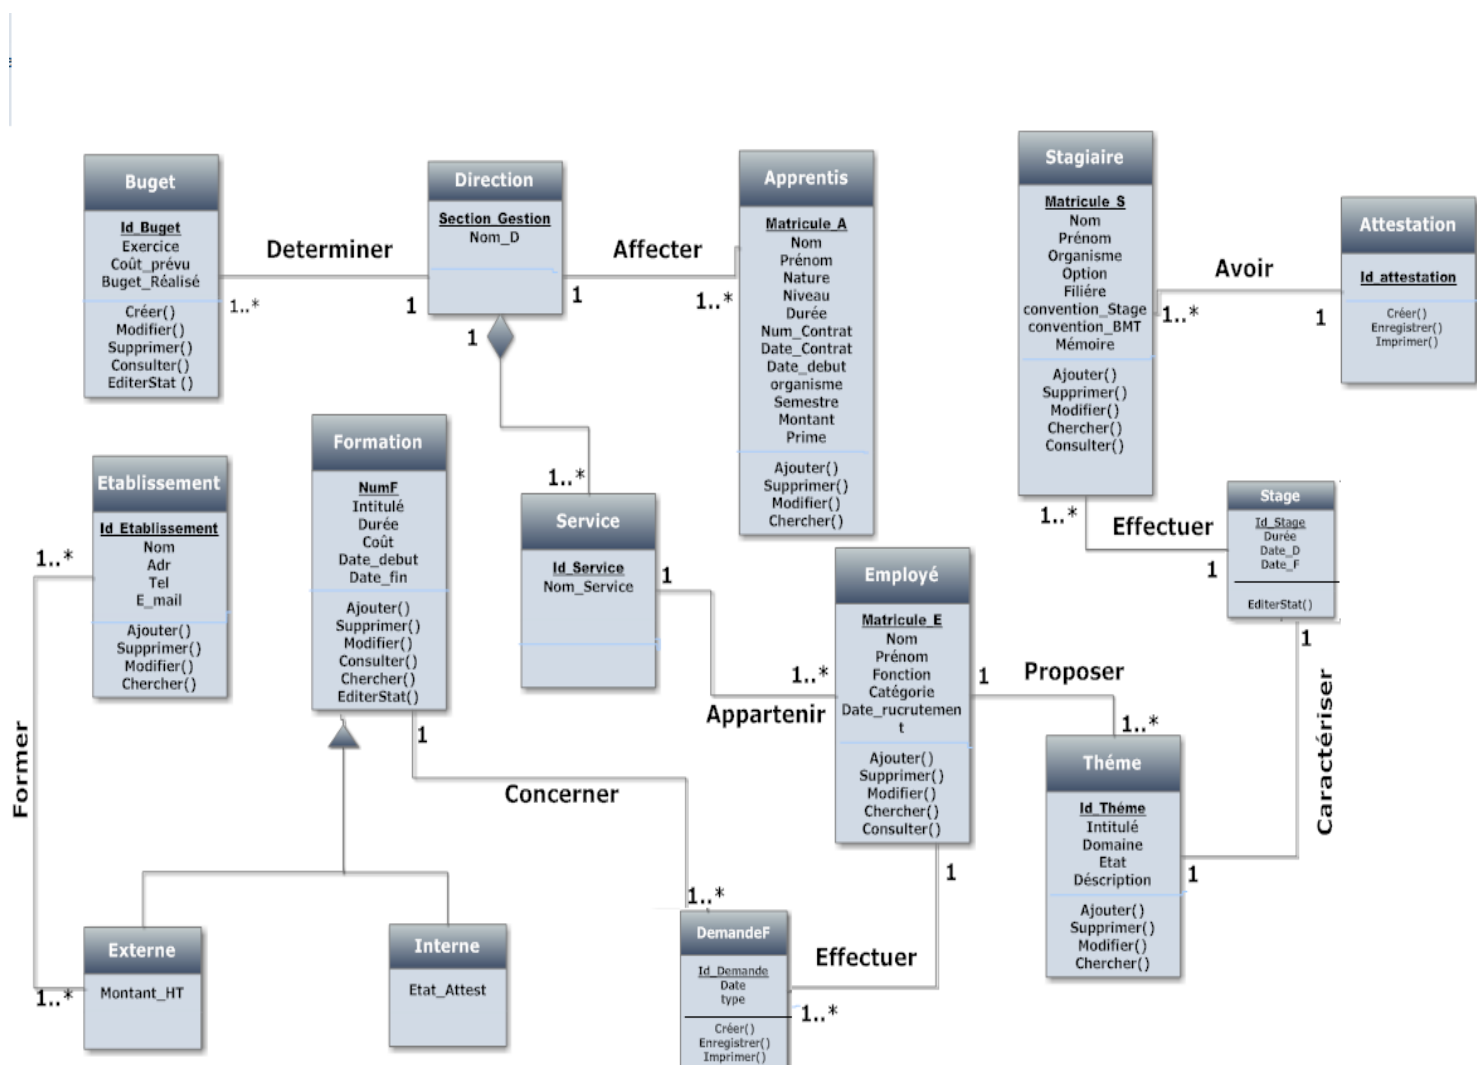 Buget
Id_Buget
Exercice
Coût_prévu
Buget_Réalisé
Créer()
Modifier()
Supprimer()
Consulter()
EditerStat ()
Determiner
1..*
1
Direction
Section_Gestion
Nom_D
Affecter
1
1..*
1
Apprentis
Matricule_A
Nom
Prénom
Nature
Niveau
Durée
Num_Contrat
Date_Contrat
Date_debut
organisme
Semestre
Montant
Prime
Ajouter()
Supprimer()
Modifier()
Chercher()
Stagiaire
Matricule_S
Nom
Prénom
Organisme
Option
Filiére
convention_Stage
convention_BMT
Mémoire
Ajouter()
Supprimer()
Modifier()
Chercher()
Consulter()
Avoir
1..*
1
Attestation
Id_attestation
Créer()
Enregistrer()
Imprimer()
Etablissement
Id_Etablissement
Nom
Adr
Tel
E_mail
Ajouter()
Supprimer()
Modifier()
Chercher()
1..*
Former
1..*
Formation
NumF
Intitulé
Durée
Coût
Date_debut
Date_fin
Ajouter()
Supprimer()
Modifier()
Consulter()
Chercher()
EditerStat()
1
Concerner
1..*
1..*
Service
Id_Service
Nom_Service
1
1..*
Appartenir
Employé
Matricule_E
Nom
Prénom
Fonction
Catégorie
Date_rucrutemen
t
Ajouter()
Supprimer()
Modifier()
Chercher()
Consulter()
1
Proposer
1..*
1..*
Effectuer
1
Stage
Id_Stage
Durée
Date_D
Date_F
EditerStat()
1
Caractériser
1
Théme
Id_Théme
Intitulé
Domaine
Etat
Déscription
Ajouter()
Supprimer()
Modifier()
Chercher()
Externe
Montant_HT
Interne
Etat_Attest
DemandeF
Id_Demande
Date
type
Créer()
Enregistrer()
Imprimer()
Effectuer
1
1..*